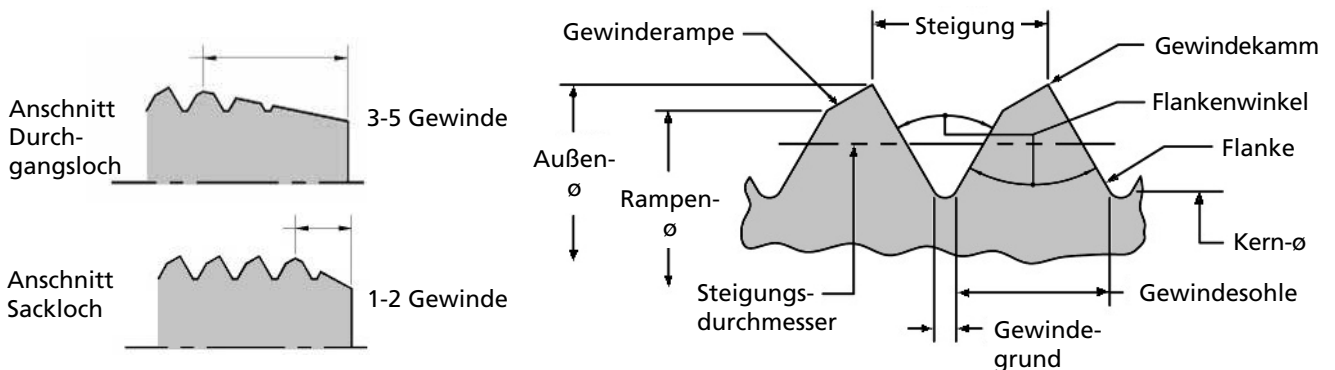 Anschnitt
Durch-
gangsloch
3-5 Gewinde
Anschnitt
Sackloch
1-2 Gewinde
Gewinderampe
Steigung
Gewindekamm
Flankenwinkel
Flanke
Außen-
ø
Rampen-
ø
Kern-ø
Steigungs-
durchmesser
Gewindesohle
Gewinde-
grund